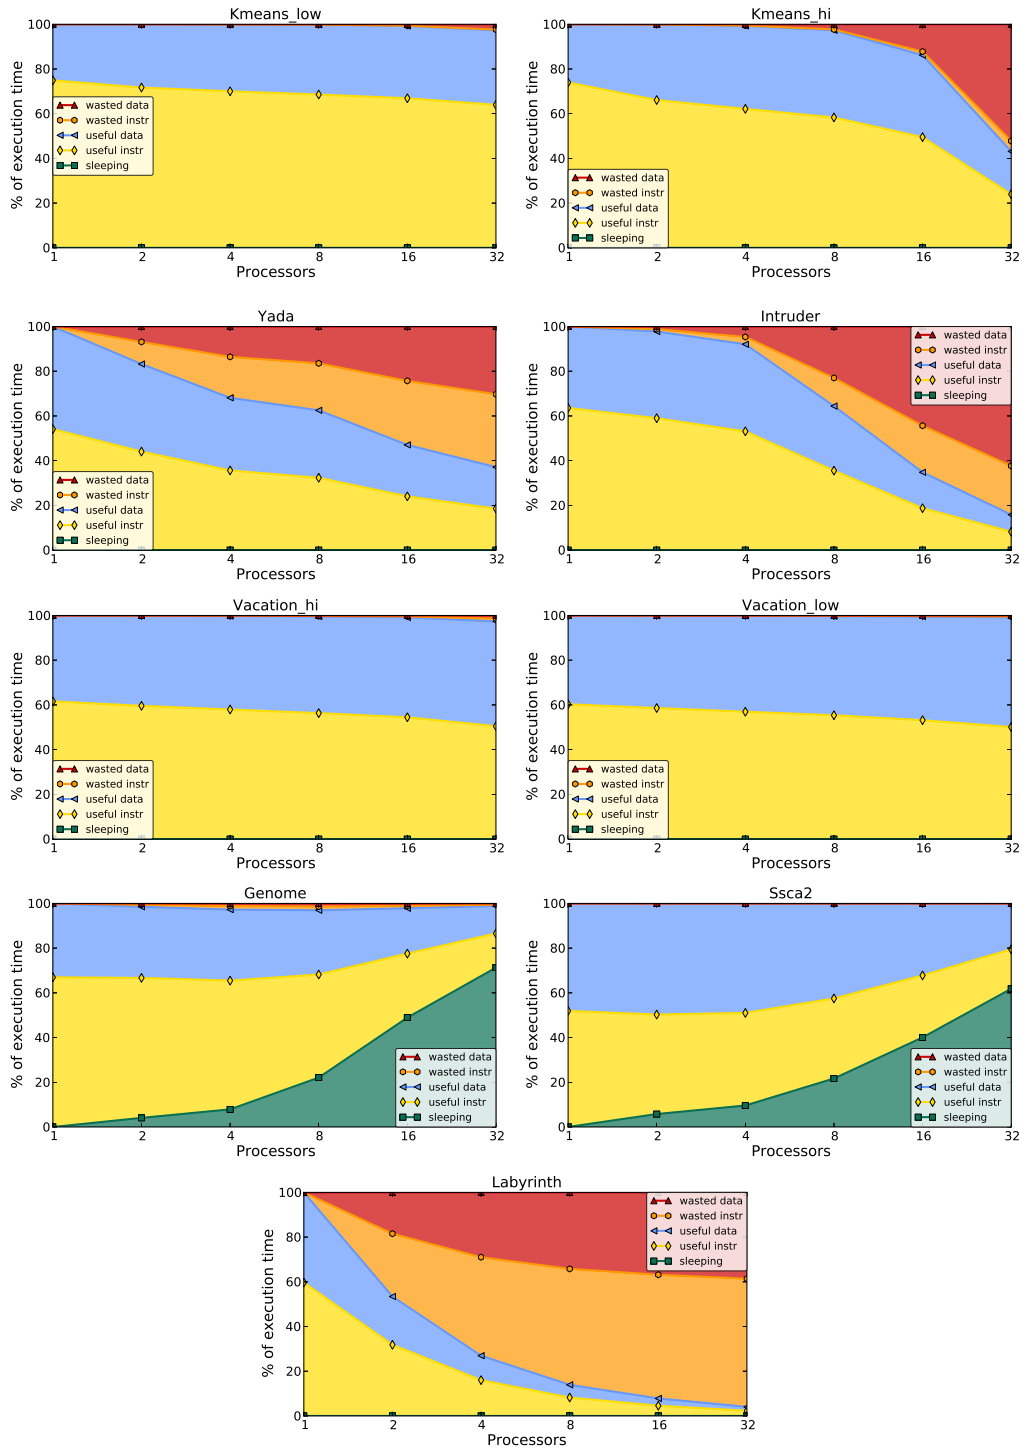 Kmeans_low
% of execution time
100
80
60
40
20
0
wasted data
wasted instr
useful data
useful instr
sleeping
1 2 4 8 16 32
Processors
Kmeans_hi
% of execution time
100
80
60
40
20
0
wasted data
wasted instr
useful data
useful instr
sleeping
1 2 4 8 16 32
Processors
Yada
% of execution time
100
80
60
40
20
0
wasted data
wasted instr
useful data
useful instr
sleeping
1 2 4 8 16 32
Processors
Intruder
% of execution time
100
80
60
40
20
0
wasted data
wasted instr
useful data
useful instr
sleeping
1 2 4 8 16 32
Processors
Vacation_hi
% of execution time
100
80
60
40
20
0
wasted data
wasted instr
useful data
useful instr
sleeping
1 2 4 8 16 32
Processors
Vacation_low
% of execution time
100
80
60
40
20
0
wasted data
wasted instr
useful data
useful instr
sleeping
1 2 4 8 16 32
Processors
Genome
% of execution time
100
80
60
40
20
0
wasted data
wasted instr
useful data
useful instr
sleeping
1 2 4 8 16 32
Processors
Ssca2
% of execution time
100
80
60
40
20
0
wasted data
wasted instr
useful data
useful instr
sleeping
1 2 4 8 16 32
Processors
Labyrinth
% of execution time
100
80
60
40
20
0
wasted data
wasted instr
useful data
useful instr
sleeping
1 2 4 8 16 32
Processors